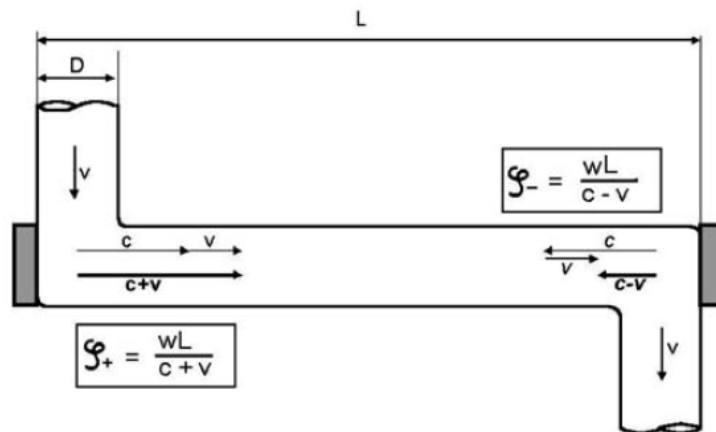 L
D
v
𝒮₋ = wL / c - v
c v
c+v
c
v c-v
𝒮₊ = wL / c + v
v